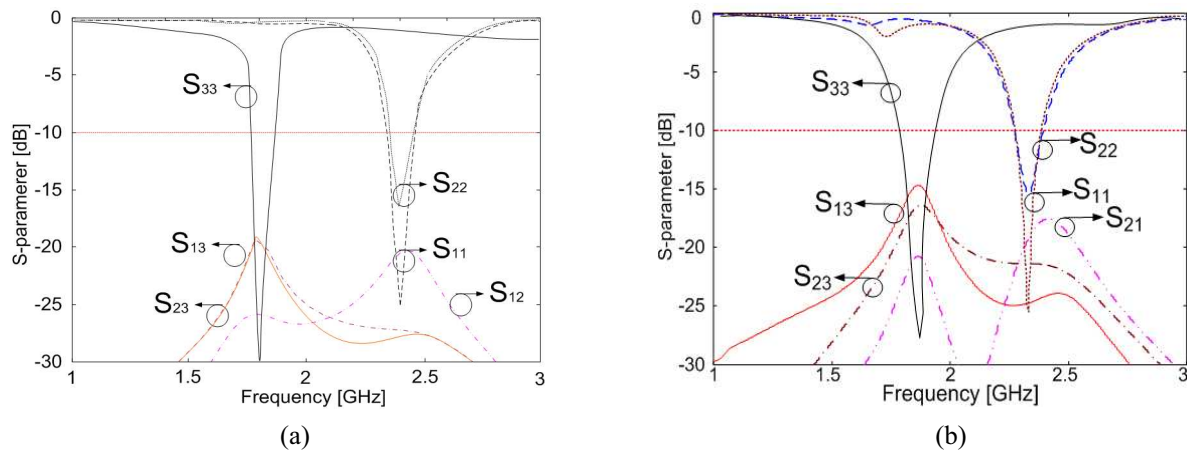 0
-5
-10
-15
-20
-25
-30
S-paramerer [dB]
S33
S22
S13
S11
S23
S12
1
1.5
2
2.5
3
Frequency [GHz]
(a)
0
-5
-10
-15
-20
-25
-30
S-parameter [dB]
S33
S22
S13
S11
S21
S23
1
1.5
2
2.5
3
Frequency [GHz]
(b)